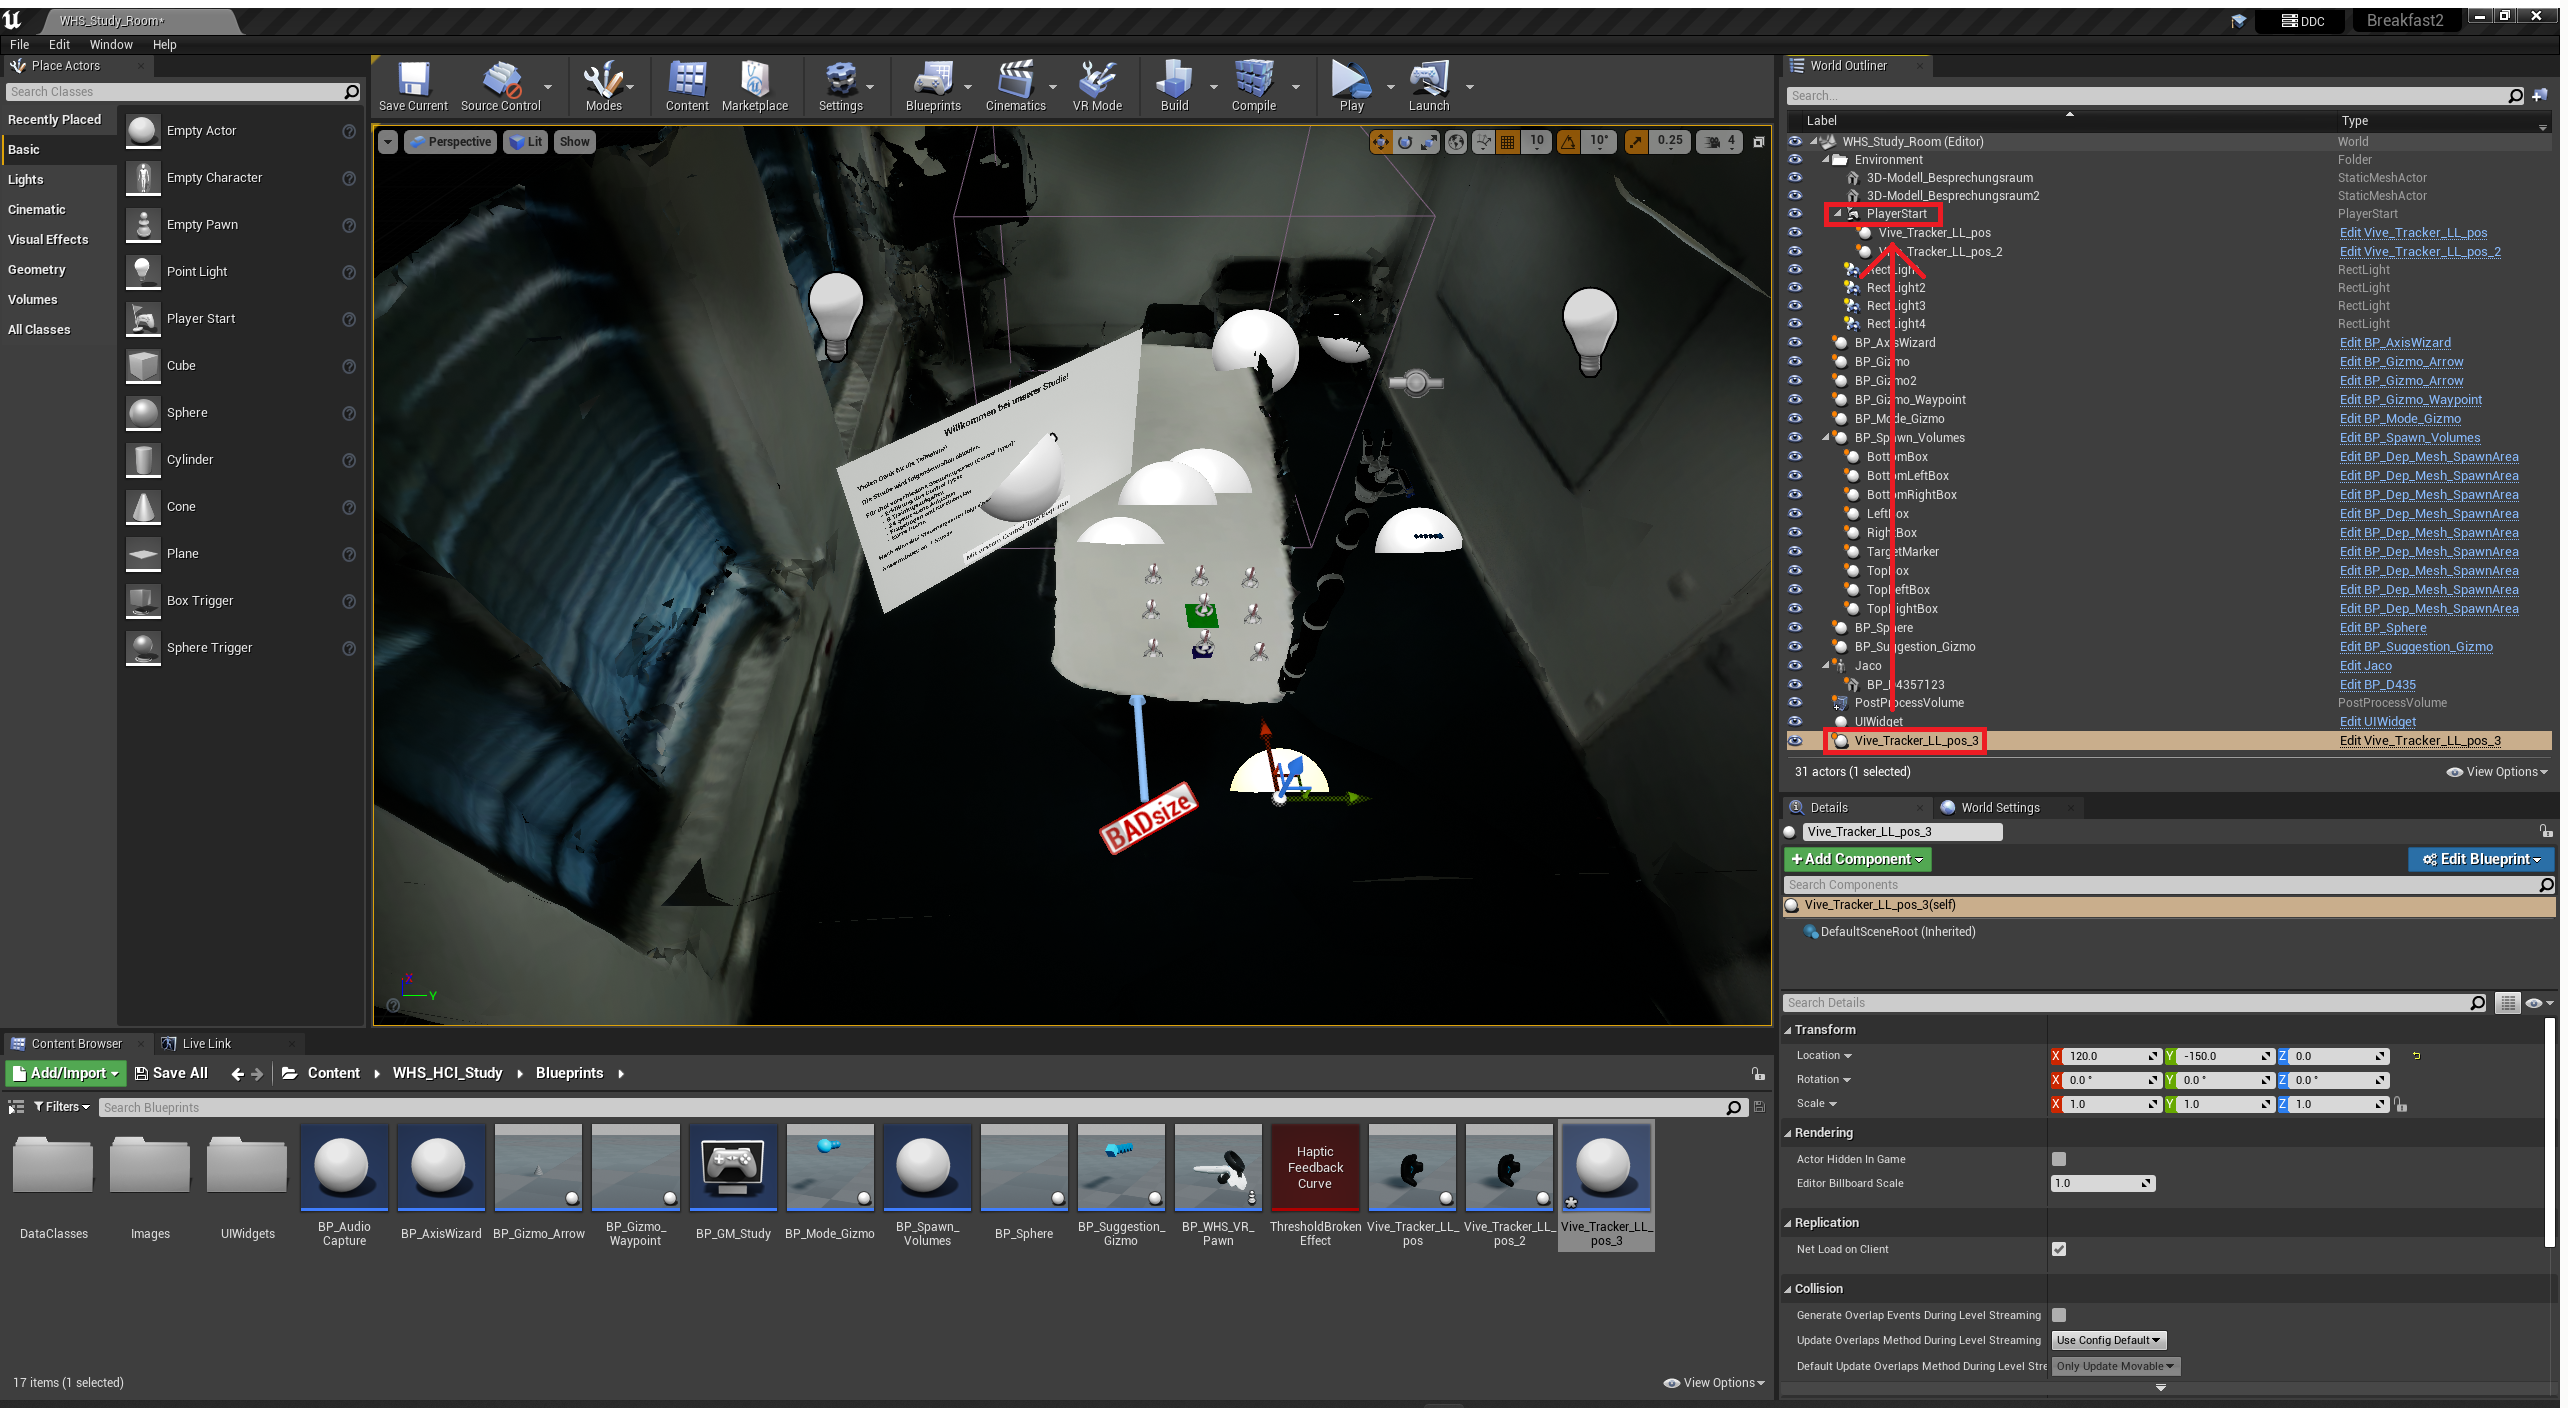 WHS_Study_Room*
DDC
Breakfast2
File Edit Window Help
Place Actors
Search Classes
Recently Placed
Basic
Lights
Cinematic
Visual Effects
Geometry
Volumes
All Classes
Empty Actor
Empty Character
Empty Pawn
Point Light
Player Start
Cube
Sphere
Cylinder
Cone
Plane
Box Trigger
Sphere Trigger
Save Current Source Control Modes Content Marketplace Settings Blueprints Cinematics VR Mode Build Compile Play Launch
Perspective Lit Show
10 10° 0.25 4
Willkommen bei unserer Studie!
BADsize
X
Y
World Outliner
Search...
Label Type
WHS_Study_Room (Editor) World
Environment Folder
3D-Modell_Besprechungsraum StaticMeshActor
3D-Modell_Besprechungsraum2 StaticMeshActor
PlayerStart PlayerStart
Vive_Tracker_LL_pos Edit Vive_Tracker_LL_pos
Vive_Tracker_LL_pos_2 Edit Vive_Tracker_LL_pos_2
RectLight RectLight
RectLight2 RectLight
RectLight3 RectLight
RectLight4 RectLight
BP_AxisWizard Edit BP_AxisWizard
BP_Gizmo Edit BP_Gizmo_Arrow
BP_Gizmo2 Edit BP_Gizmo_Arrow
BP_Gizmo_Waypoint Edit BP_Gizmo_Waypoint
BP_Mode_Gizmo Edit BP_Mode_Gizmo
BP_Spawn_Volumes Edit BP_Spawn_Volumes
BottomBox Edit BP_Dep_Mesh_SpawnArea
BottomLeftBox Edit BP_Dep_Mesh_SpawnArea
BottomRightBox Edit BP_Dep_Mesh_SpawnArea
LeftBox Edit BP_Dep_Mesh_SpawnArea
RightBox Edit BP_Dep_Mesh_SpawnArea
TargetMarker Edit BP_Dep_Mesh_SpawnArea
TopBox Edit BP_Dep_Mesh_SpawnArea
TopLeftBox Edit BP_Dep_Mesh_SpawnArea
TopRightBox Edit BP_Dep_Mesh_SpawnArea
BP_Sphere Edit BP_Sphere
BP_Suggestion_Gizmo Edit BP_Suggestion_Gizmo
Jaco Edit Jaco
BP_D4357123 Edit BP_D435
PostProcessVolume PostProcessVolume
UIWidget Edit UIWidget
Vive_Tracker_LL_pos_3 Edit Vive_Tracker_LL_pos_3
31 actors (1 selected) View Options
Details World Settings
Vive_Tracker_LL_pos_3
+Add Component Edit Blueprint
Search Components
Vive_Tracker_LL_pos_3(self)
DefaultSceneRoot (Inherited)
Search Details
Transform
Location X 120.0 Y -150.0 Z 0.0
Rotation X 0.0 ° Y 0.0 ° Z 0.0 °
Scale X 1.0 Y 1.0 Z 1.0
Rendering
Actor Hidden In Game
Editor Billboard Scale 1.0
Replication
Net Load on Client
Collision
Generate Overlap Events During Level Streaming
Update Overlaps Method During Level Streaming Use Config Default
Default Update Overlaps Method During Level Stre Only Update Movable
Content Browser Live Link
Add/Import Save All Content WHS_HCI_Study Blueprints
Filters Search Blueprints
DataClasses
Images
UIWidgets
BP_Audio
Capture
BP_AxisWizard
BP_Gizmo_Arrow
BP_Gizmo_
Waypoint
BP_GM_Study
BP_Mode_Gizmo
BP_Spawn_
Volumes
BP_Sphere
BP_Suggestion_
Gizmo
BP_WHS_VR_
Pawn
Haptic
Feedback
Curve
ThresholdBroken
Effect
Vive_Tracker_LL_
pos
Vive_Tracker_LL_
pos_2
Vive_Tracker_LL_
pos_3
17 items (1 selected) View Options